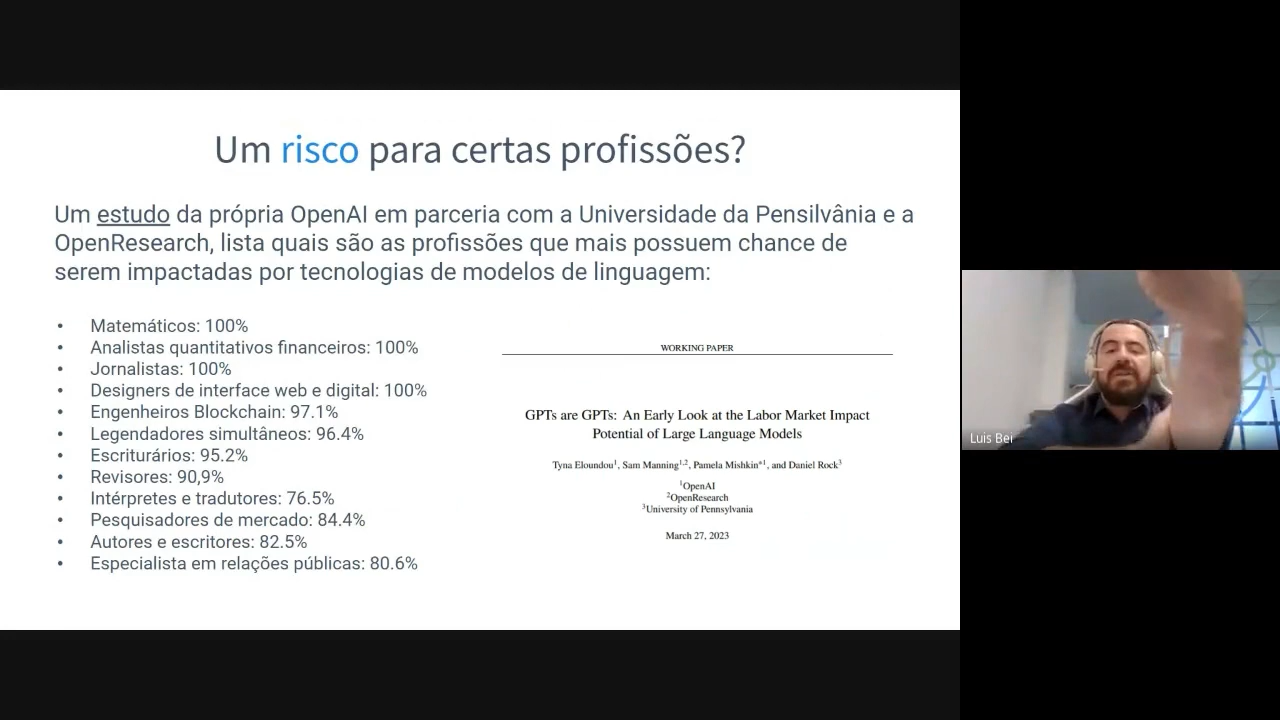 Um risco para certas profissões?
Um estudo da própria OpenAI em parceria com a Universidade da Pensilvânia e a
OpenResearch, lista quais são as profissões que mais possuem chance de
serem impactadas por tecnologias de modelos de linguagem:
• Matemáticos: 100%
• Analistas quantitativos financeiros: 100%
• Jornalistas: 100%
• Designers de interface web e digital: 100%
• Engenheiros Blockchain: 97.1%
• Legendadores simultâneos: 96.4%
• Escriturários: 95.2%
• Revisores: 90,9%
• Intérpretes e tradutores: 76.5%
• Pesquisadores de mercado: 84.4%
• Autores e escritores: 82.5%
• Especialista em relações públicas: 80.6%
WORKING PAPER
GPTs are GPTs: An Early Look at the Labor Market Impact
Potential of Large Language Models
Tyna Eloundou¹, Sam Manning¹,², Pamela Mishkin*¹, and Daniel Rock³
¹OpenAI
²OpenResearch
³University of Pennsylvania
March 27, 2023
Luis Bei